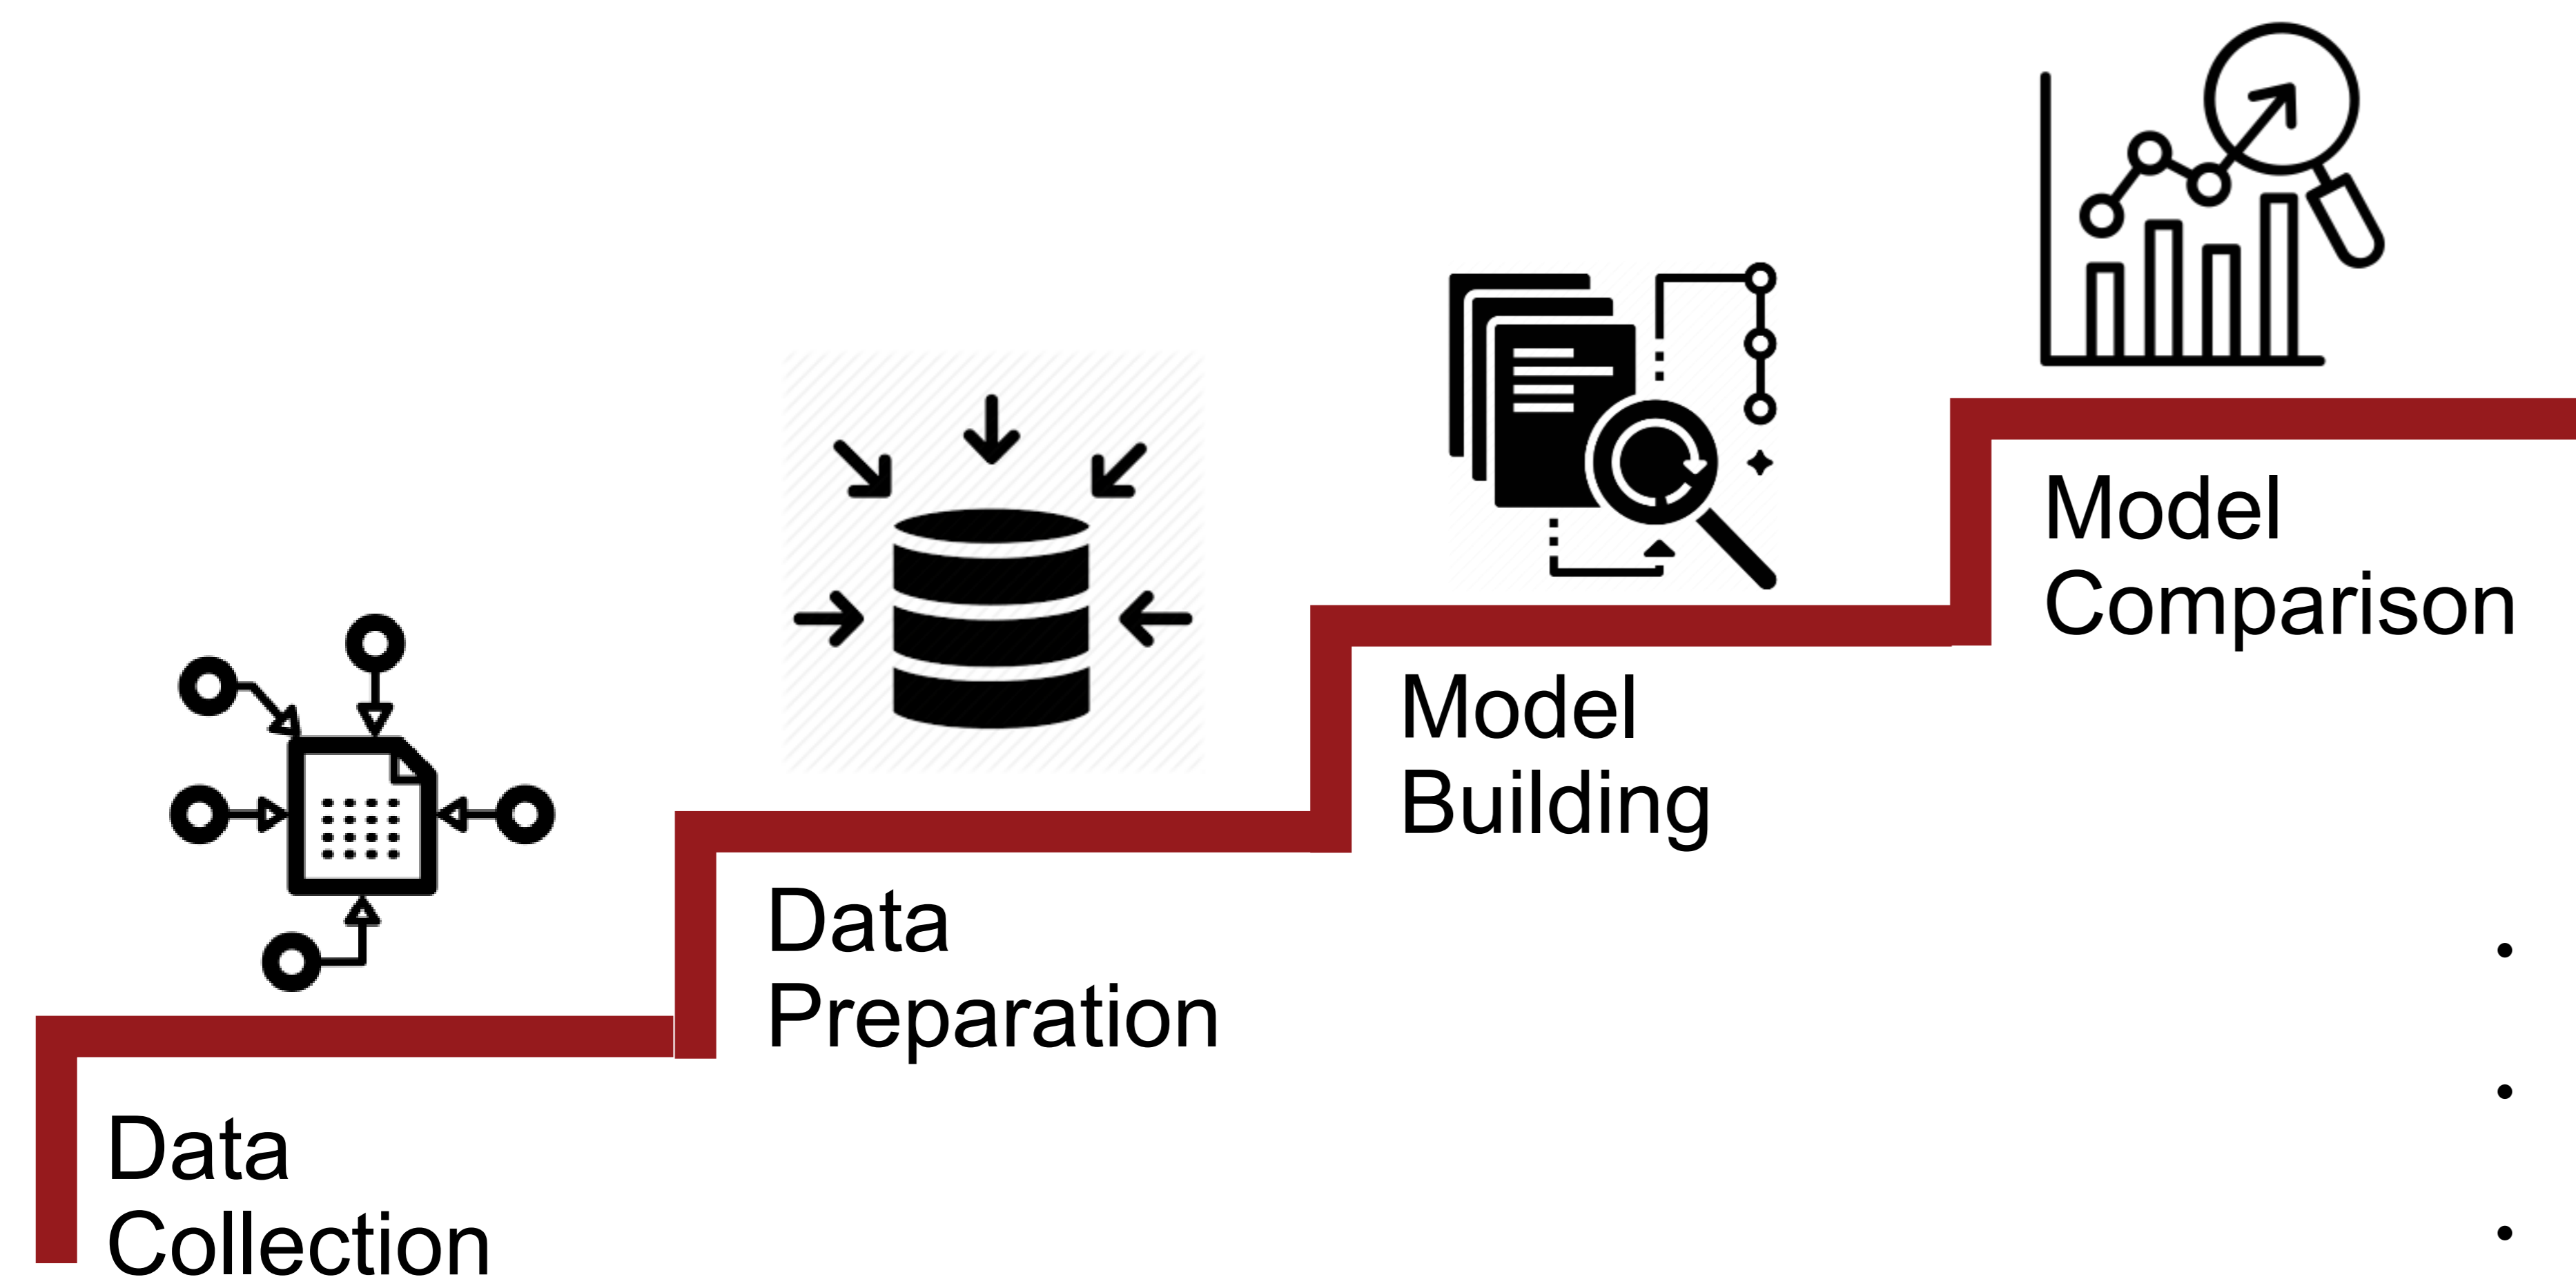 Data
Collection
Data
Preparation
Model
Building
Model
Comparison
•
•
•